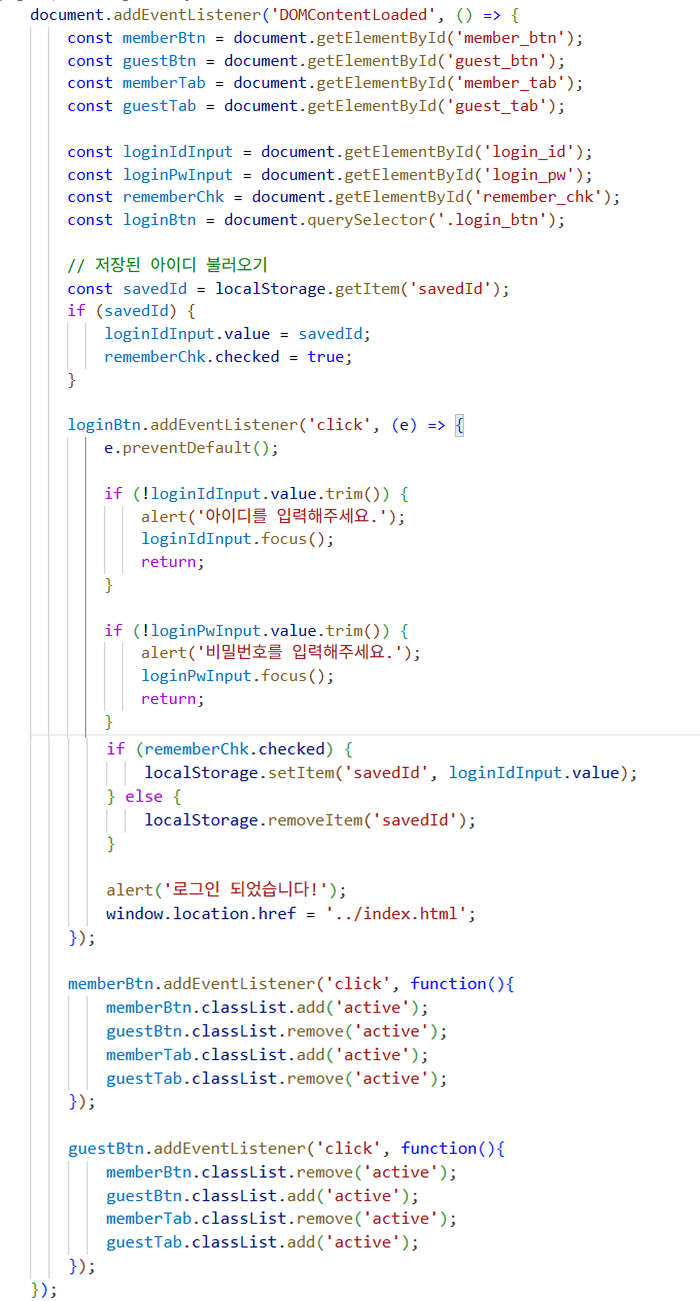 document.addEventListener('DOMContentLoaded', () => {
    const memberBtn = document.getElementById('member_btn');
    const guestBtn = document.getElementById('guest_btn');
    const memberTab = document.getElementById('member_tab');
    const guestTab = document.getElementById('guest_tab');

    const loginIdInput = document.getElementById('login_id');
    const loginPwInput = document.getElementById('login_pw');
    const rememberChk = document.getElementById('remember_chk');
    const loginBtn = document.querySelector('.login_btn');

    // 저장된 아이디 불러오기
    const savedId = localStorage.getItem('savedId');
    if (savedId) {
        loginIdInput.value = savedId;
        rememberChk.checked = true;
    }

    loginBtn.addEventListener('click', (e) => {
        e.preventDefault();

        if (!loginIdInput.value.trim()) {
            alert('아이디를 입력해주세요.');
            loginIdInput.focus();
            return;
        }

        if (!loginPwInput.value.trim()) {
            alert('비밀번호를 입력해주세요.');
            loginPwInput.focus();
            return;
        }
        if (rememberChk.checked) {
            localStorage.setItem('savedId', loginIdInput.value);
        } else {
            localStorage.removeItem('savedId');
        }

        alert('로그인 되었습니다!');
        window.location.href = '../index.html';
    });

    memberBtn.addEventListener('click', function(){
        memberBtn.classList.add('active');
        guestBtn.classList.remove('active');
        memberTab.classList.add('active');
        guestTab.classList.remove('active');
    });

    guestBtn.addEventListener('click', function(){
        memberBtn.classList.remove('active');
        guestBtn.classList.add('active');
        memberTab.classList.remove('active');
        guestTab.classList.add('active');
    });
});